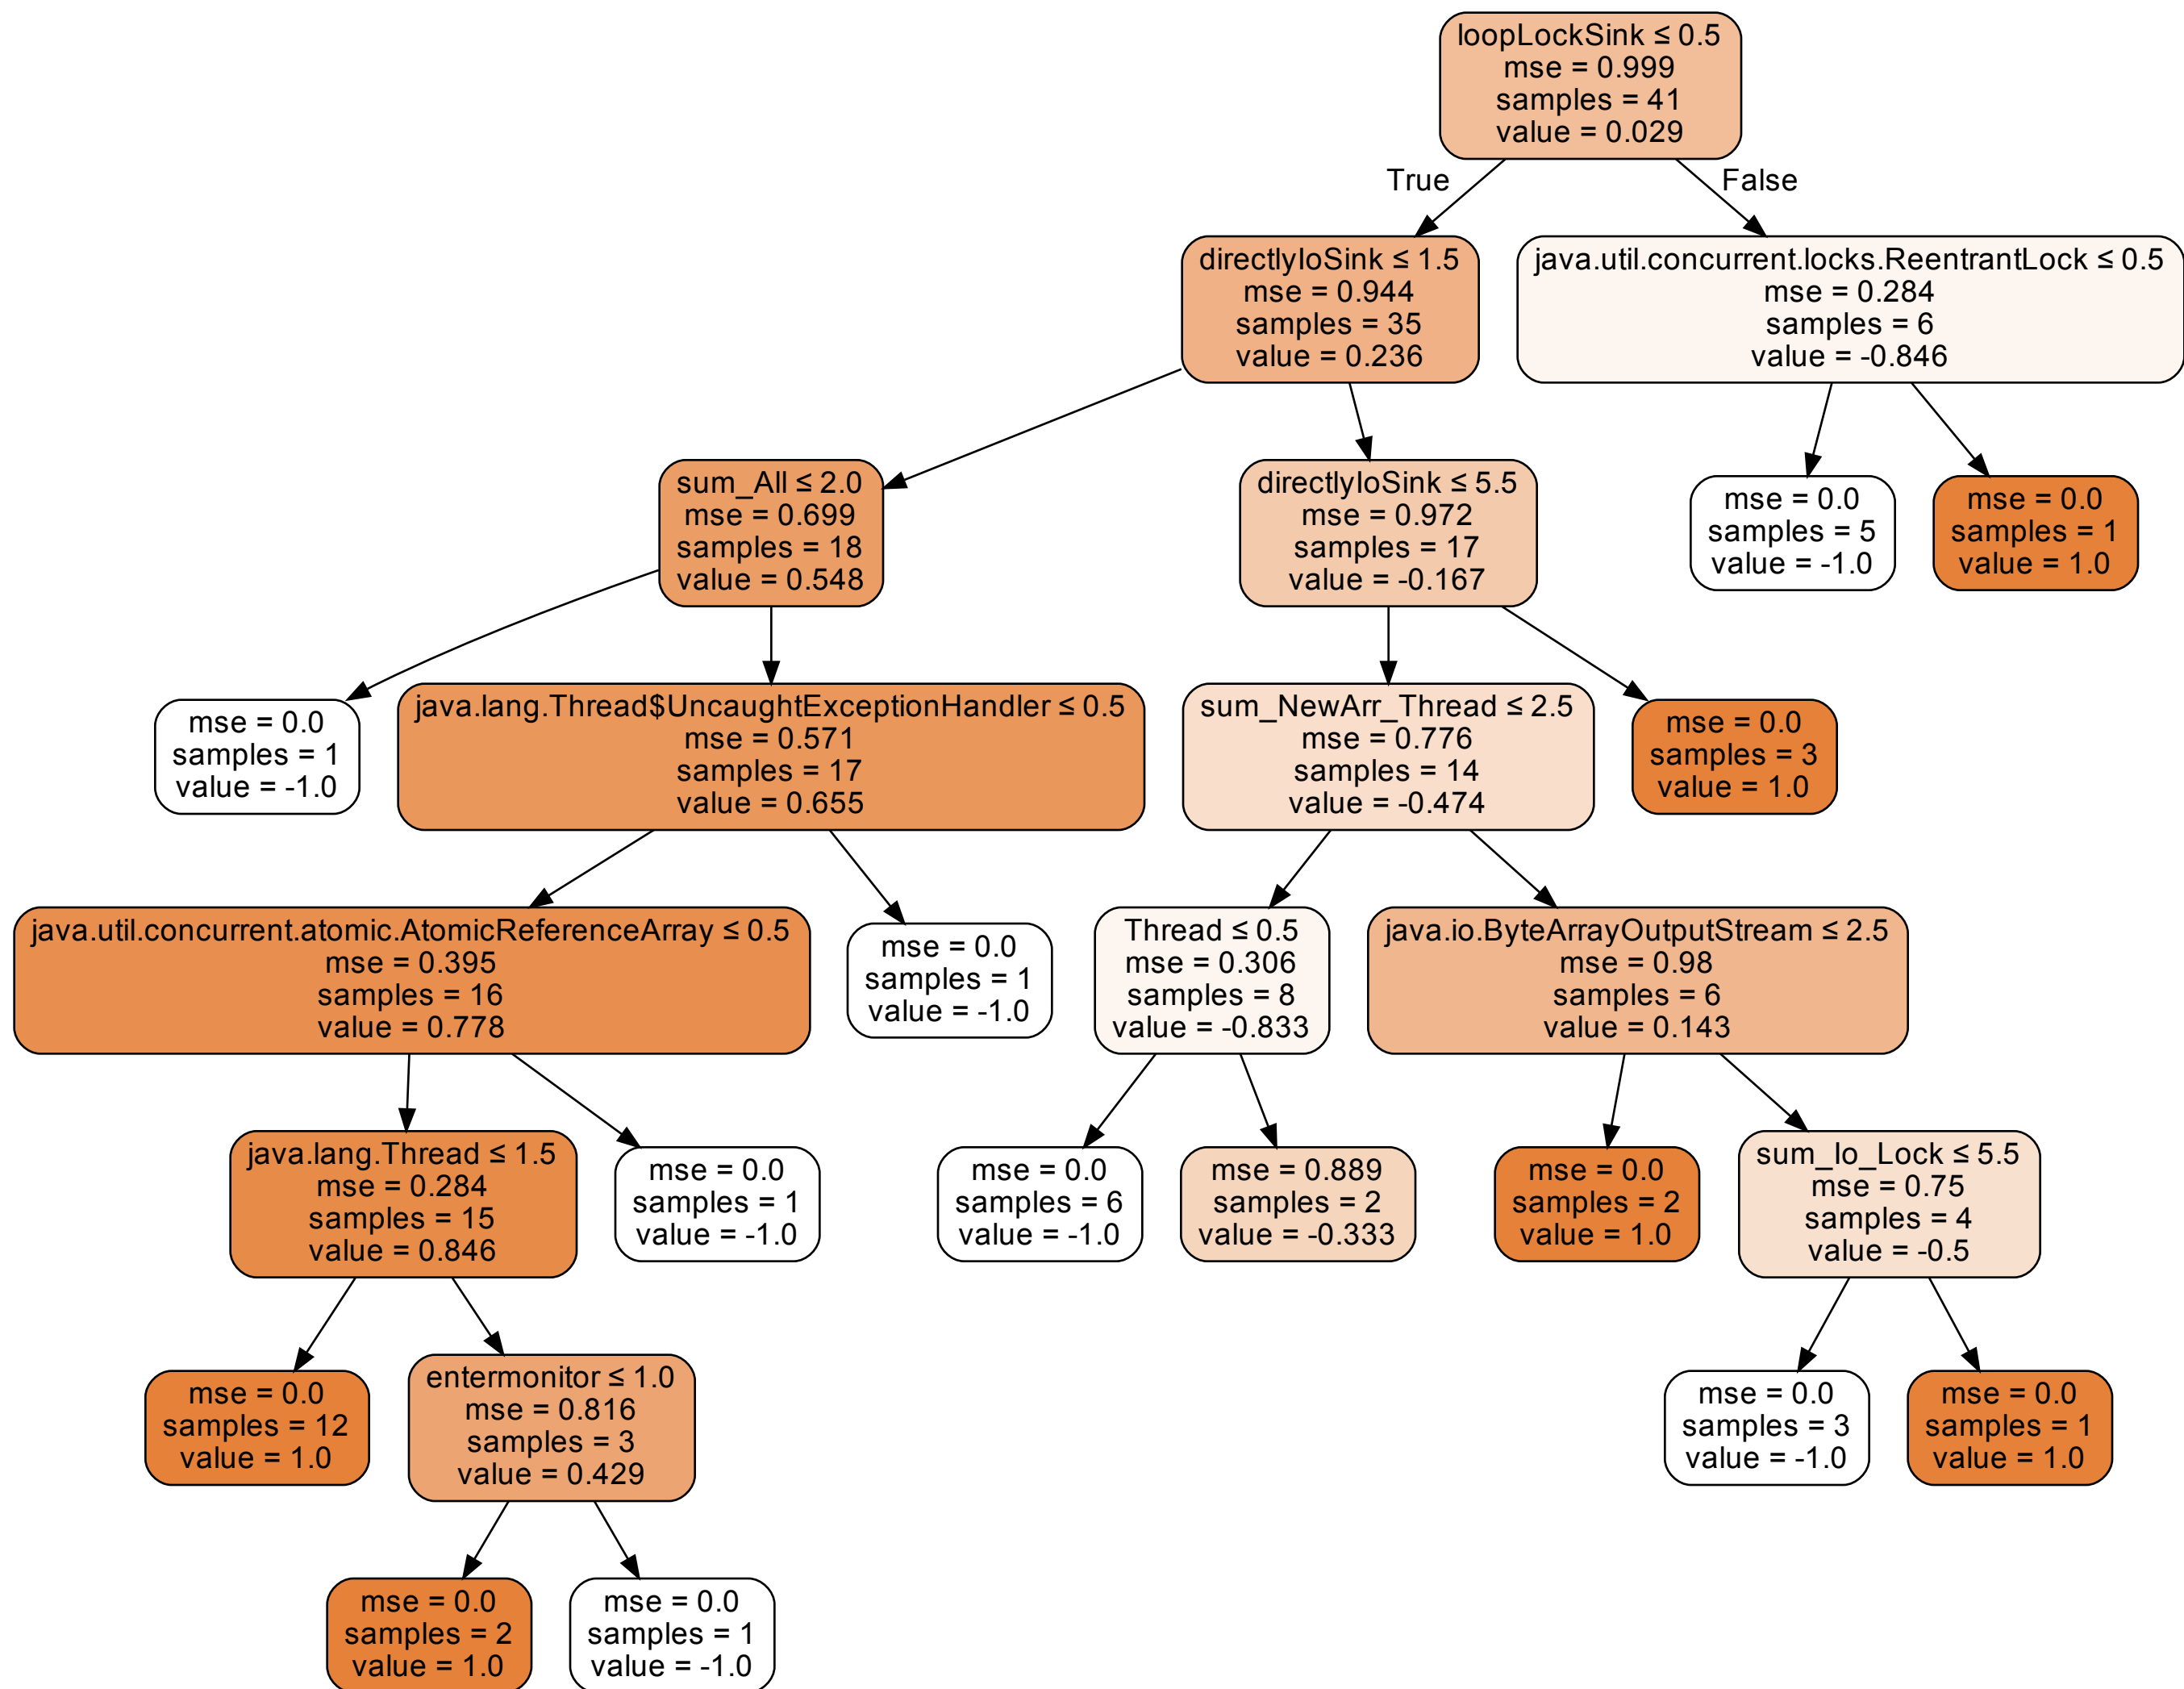 loopLockSink ≤ 0.5
mse = 0.999
samples = 41
value = 0.029
True
False
directlyIoSink ≤ 1.5
mse = 0.944
samples = 35
value = 0.236
java.util.concurrent.locks.ReentrantLock ≤ 0.5
mse = 0.284
samples = 6
value = -0.846
sum_All ≤ 2.0
mse = 0.699
samples = 18
value = 0.548
directlyIoSink ≤ 5.5
mse = 0.972
samples = 17
value = -0.167
mse = 0.0
samples = 5
value = -1.0
mse = 0.0
samples = 1
value = 1.0
mse = 0.0
samples = 1
value = -1.0
java.lang.Thread$UncaughtExceptionHandler ≤ 0.5
mse = 0.571
samples = 17
value = 0.655
sum_NewArr_Thread ≤ 2.5
mse = 0.776
samples = 14
value = -0.474
mse = 0.0
samples = 3
value = 1.0
java.util.concurrent.atomic.AtomicReferenceArray ≤ 0.5
mse = 0.395
samples = 16
value = 0.778
mse = 0.0
samples = 1
value = -1.0
Thread ≤ 0.5
mse = 0.306
samples = 8
value = -0.833
java.io.ByteArrayOutputStream ≤ 2.5
mse = 0.98
samples = 6
value = 0.143
java.lang.Thread ≤ 1.5
mse = 0.284
samples = 15
value = 0.846
mse = 0.0
samples = 1
value = -1.0
mse = 0.0
samples = 6
value = -1.0
mse = 0.889
samples = 2
value = -0.333
mse = 0.0
samples = 2
value = 1.0
sum_Io_Lock ≤ 5.5
mse = 0.75
samples = 4
value = -0.5
mse = 0.0
samples = 12
value = 1.0
entermonitor ≤ 1.0
mse = 0.816
samples = 3
value = 0.429
mse = 0.0
samples = 3
value = -1.0
mse = 0.0
samples = 1
value = 1.0
mse = 0.0
samples = 2
value = 1.0
mse = 0.0
samples = 1
value = -1.0